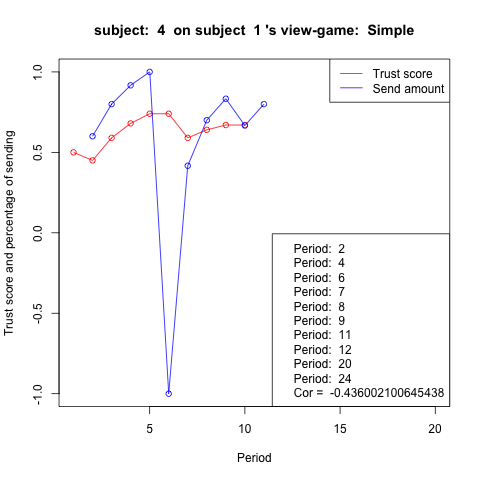 subject:  4  on subject  1 's view-game:  Simple
Trust score
Send amount
Trust score and percentage of sending
1.0
0.5
0.0
-0.5
-1.0
Period:  2
Period:  4
Period:  6
Period:  7
Period:  8
Period:  9
Period:  11
Period:  12
Period:  20
Period:  24
Cor =  -0.436002100645438
5
10
15
20
Period